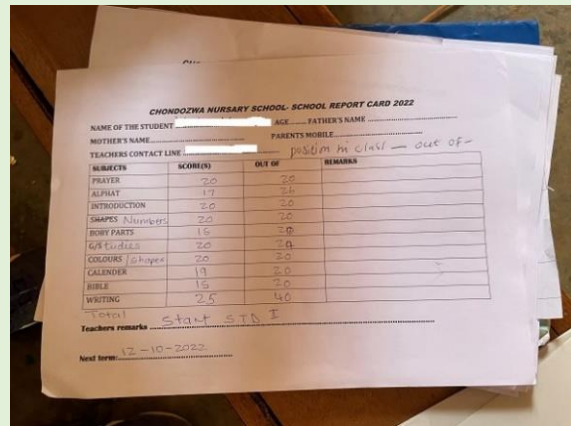 CHONDOZWA NURSARY SCHOOL- SCHOOL REPORT CARD 2022
NAME OF THE STUDENT AGE ....... FATHER'S NAME ..........................
MOTHER'S NAME.............................. PARENTS MOBILE..............................
TEACHERS CONTACT LINE position in class — out of -
SUBJECTS SCORE(S) OUT OF REMARKS
PRAYER 20 20
ALPHAT 17 26
INTRODUCTION 20 20
SHAPES Numbers 20 20
BORY PARTS 15 20
G/Studies 20 20
COLOURS / Shapes 20 20
CALENDER 19 20
BIBLE 15 20
WRITING 25 40
Total
Teachers remarks Start STD I
Next term: 12-10-2022